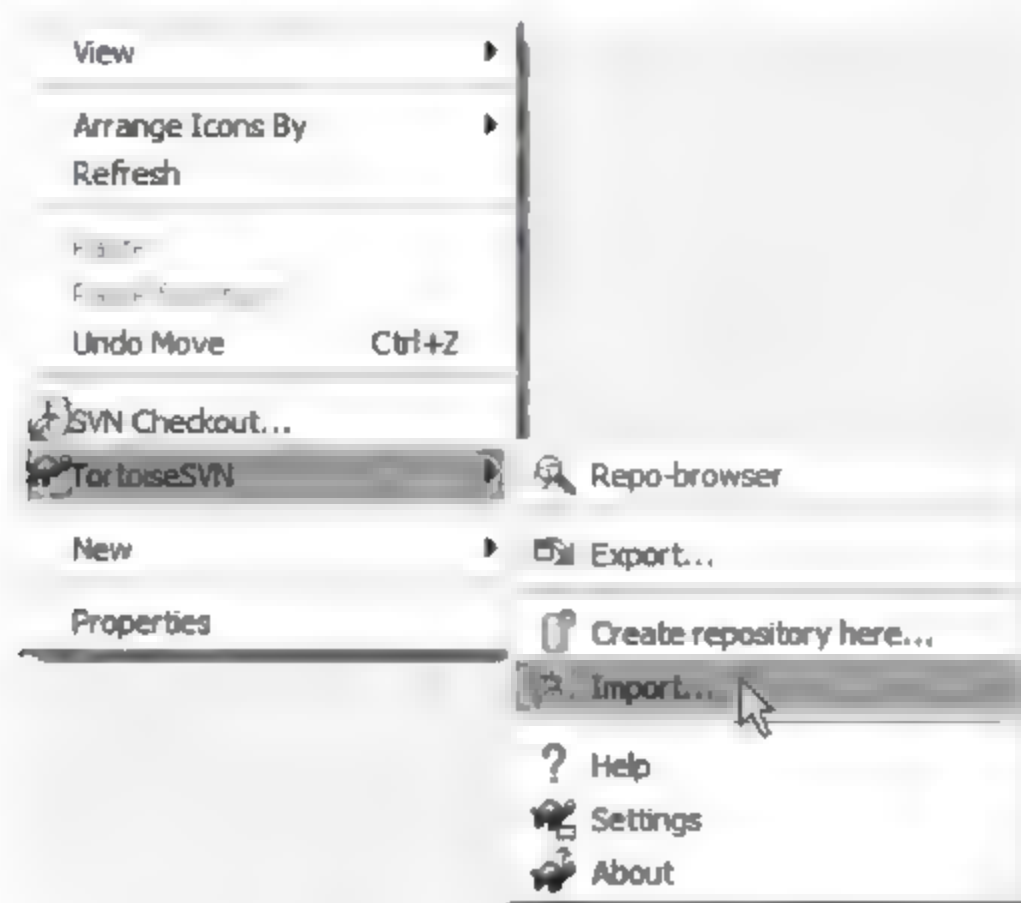 View
Arrange Icons By
Refresh
Undo Move Ctrl+Z
SVN Checkout...
TortoiseSVN
New
Properties
Repo-browser
Export...
Create repository here...
Import...
Help
Settings
About